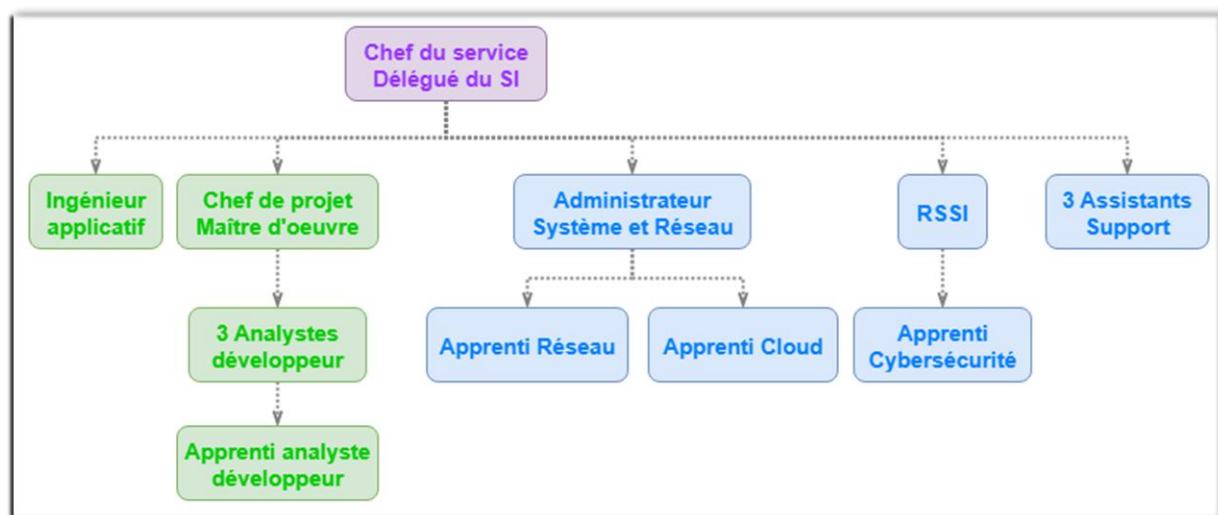 Chef du service
Délégué du SI
Ingénieur
applicatif
Chef de projet
Maître d'oeuvre
Administrateur
Système et Réseau
RSSI
3 Assistants
Support
3 Analystes
développeur
Apprenti Réseau
Apprenti Cloud
Apprenti
Cybersécurité
Apprenti analyste
développeur